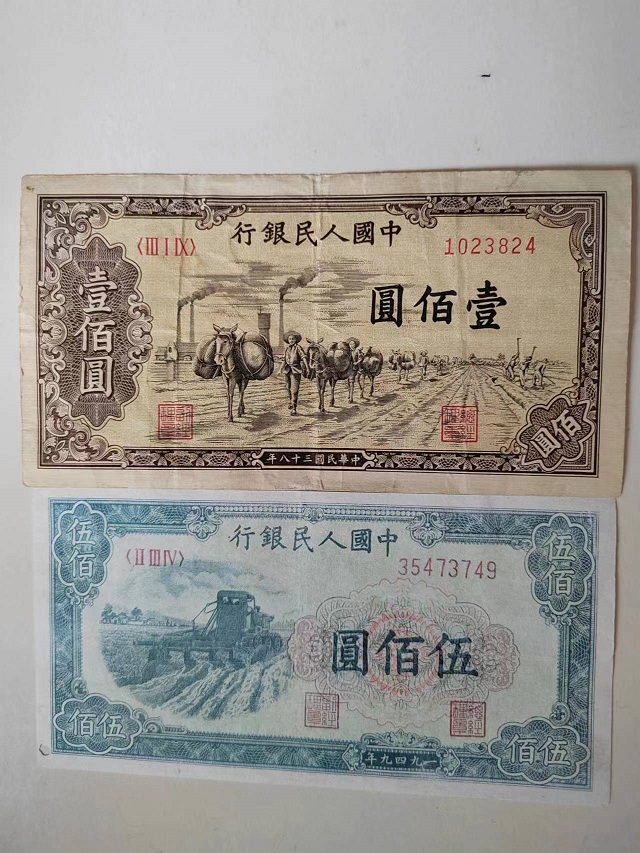 中國人民銀行
〈III I IX〉
1023824
壹佰圓
壹佰圓
佰圓
中華民國三十八年
伍佰
中國人民銀行
伍佰
〈II III IV〉
35473749
伍佰圓
伍佰
伍佰
一九四九年